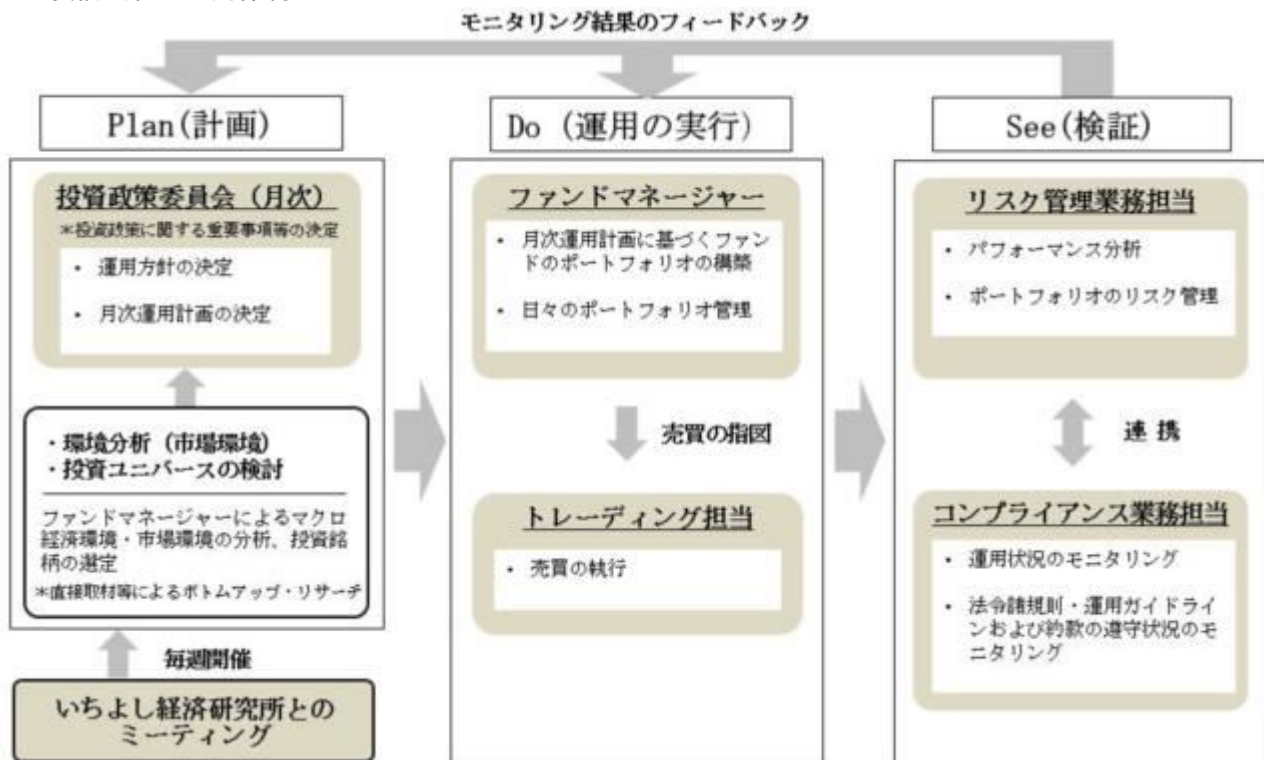 モニタリング結果のフィードバック
Plan(計画)
投資政策委員会（月次）
＊投資政策に関する重要事項等の決定
・ 運用方針の決定
・ 月次運用計画の決定
・環境分析（市場環境）
・投資ユニバースの検討
ファンドマネージャーによるマクロ
経済環境・市場環境の分析、投資銘
柄の選定
＊直接取材等によるボトムアップ・リサーチ
毎週開催
いちよし経済研究所との
ミーティング
Do (運用の実行)
ファンドマネージャー
・ 月次運用計画に基づくファン
ドのポートフォリオの構築
・ 日々のポートフォリオ管理
売買の指図
トレーディング担当
・ 売買の執行
See(検証)
リスク管理業務担当
・ パフォーマンス分析
・ ポートフォリオのリスク管理
連 携
コンプライアンス業務担当
・ 運用状況のモニタリング
・ 法令諸規則・運用ガイドライ
ンおよび約款の遵守状況のモ
ニタリング